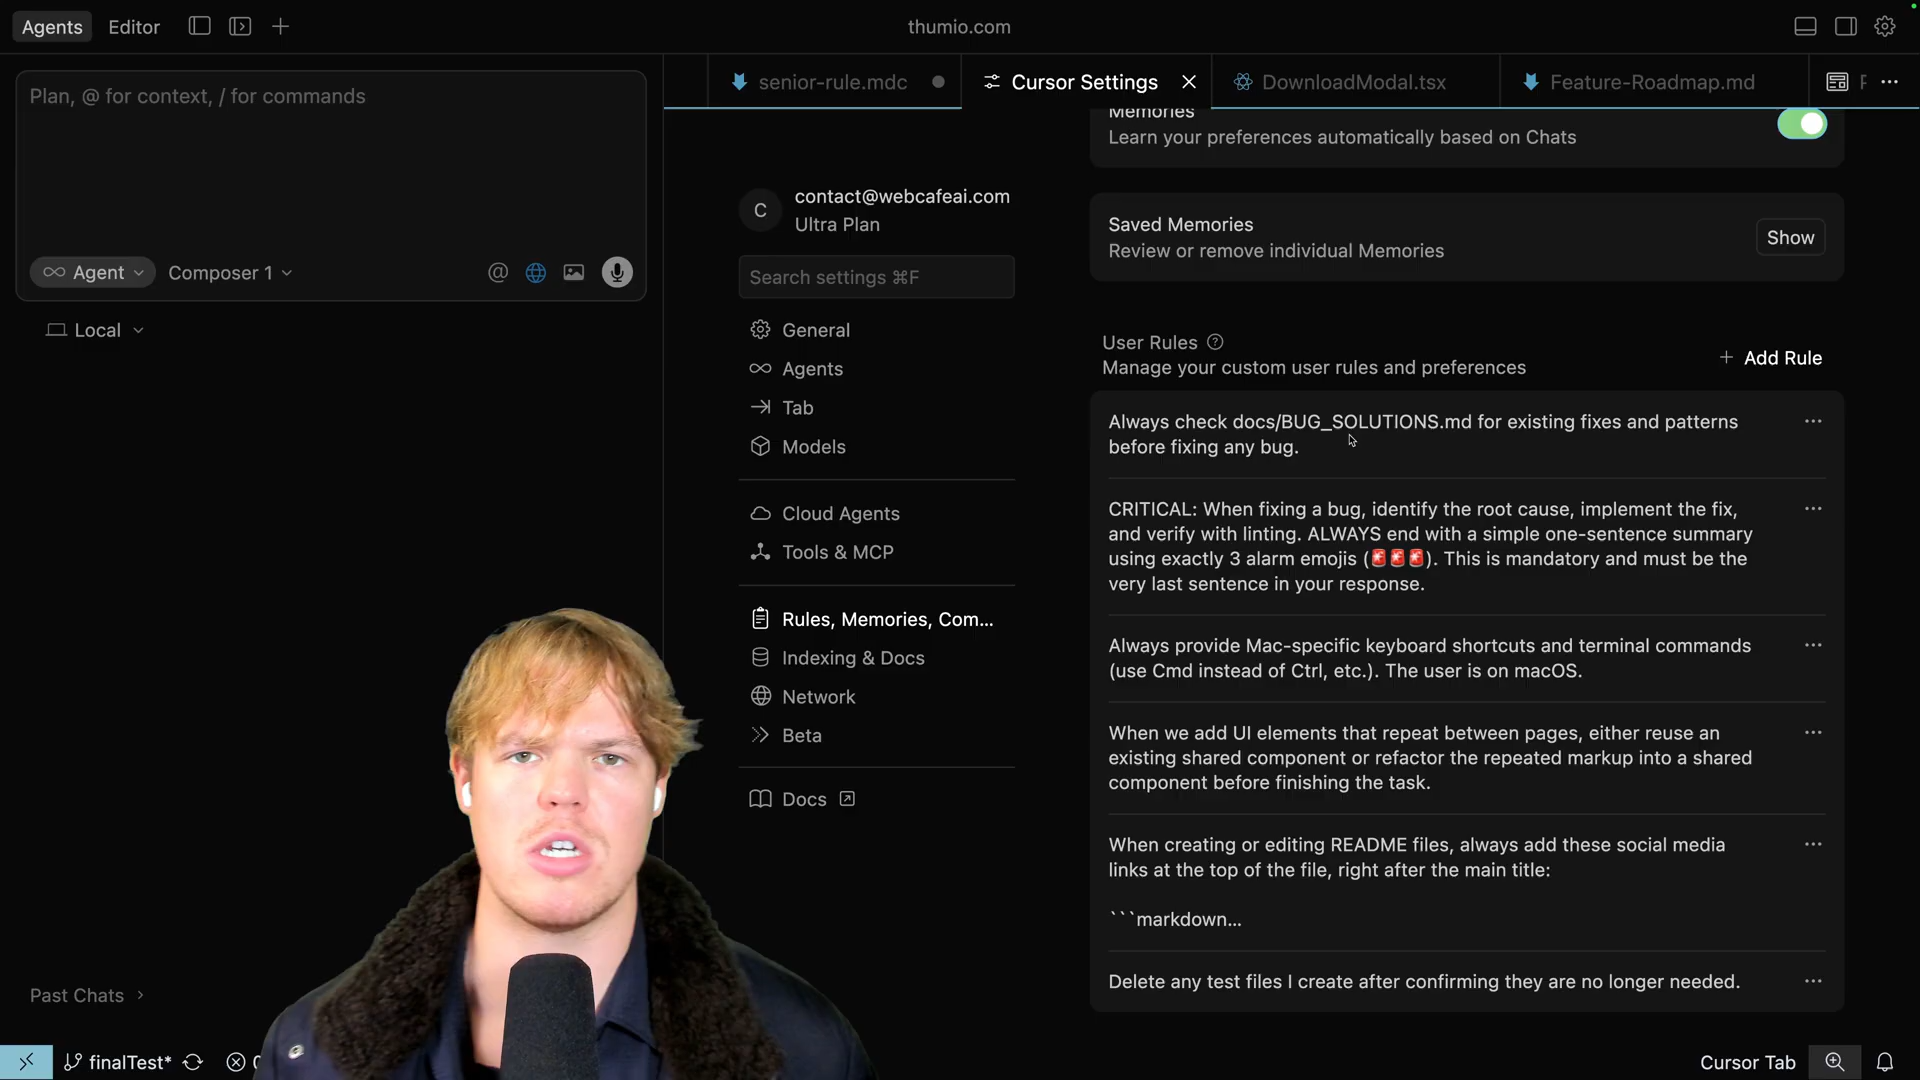 Agents
Editor
thumio.com
Plan, @ for context, / for commands
Agent
Composer 1
Local
Past Chats
senior-rule.mdc
Cursor Settings
DownloadModal.tsx
Feature-Roadmap.md
C
contact@webcafeai.com
Ultra Plan
Search settings ⌘F
General
Agents
Tab
Models
Cloud Agents
Tools & MCP
Rules, Memories, Com...
Indexing & Docs
Network
Beta
Docs
Memories
Learn your preferences automatically based on Chats
Saved Memories
Review or remove individual Memories
Show
User Rules
Manage your custom user rules and preferences
+ Add Rule
Always check docs/BUG_SOLUTIONS.md for existing fixes and patterns
before fixing any bug.
CRITICAL: When fixing a bug, identify the root cause, implement the fix,
and verify with linting. ALWAYS end with a simple one-sentence summary
using exactly 3 alarm emojis (🚨🚨🚨). This is mandatory and must be the
very last sentence in your response.
Always provide Mac-specific keyboard shortcuts and terminal commands
(use Cmd instead of Ctrl, etc.). The user is on macOS.
When we add UI elements that repeat between pages, either reuse an
existing shared component or refactor the repeated markup into a shared
component before finishing the task.
When creating or editing README files, always add these social media
links at the top of the file, right after the main title:
```markdown...
Delete any test files I create after confirming they are no longer needed.
finalTest*
Cursor Tab